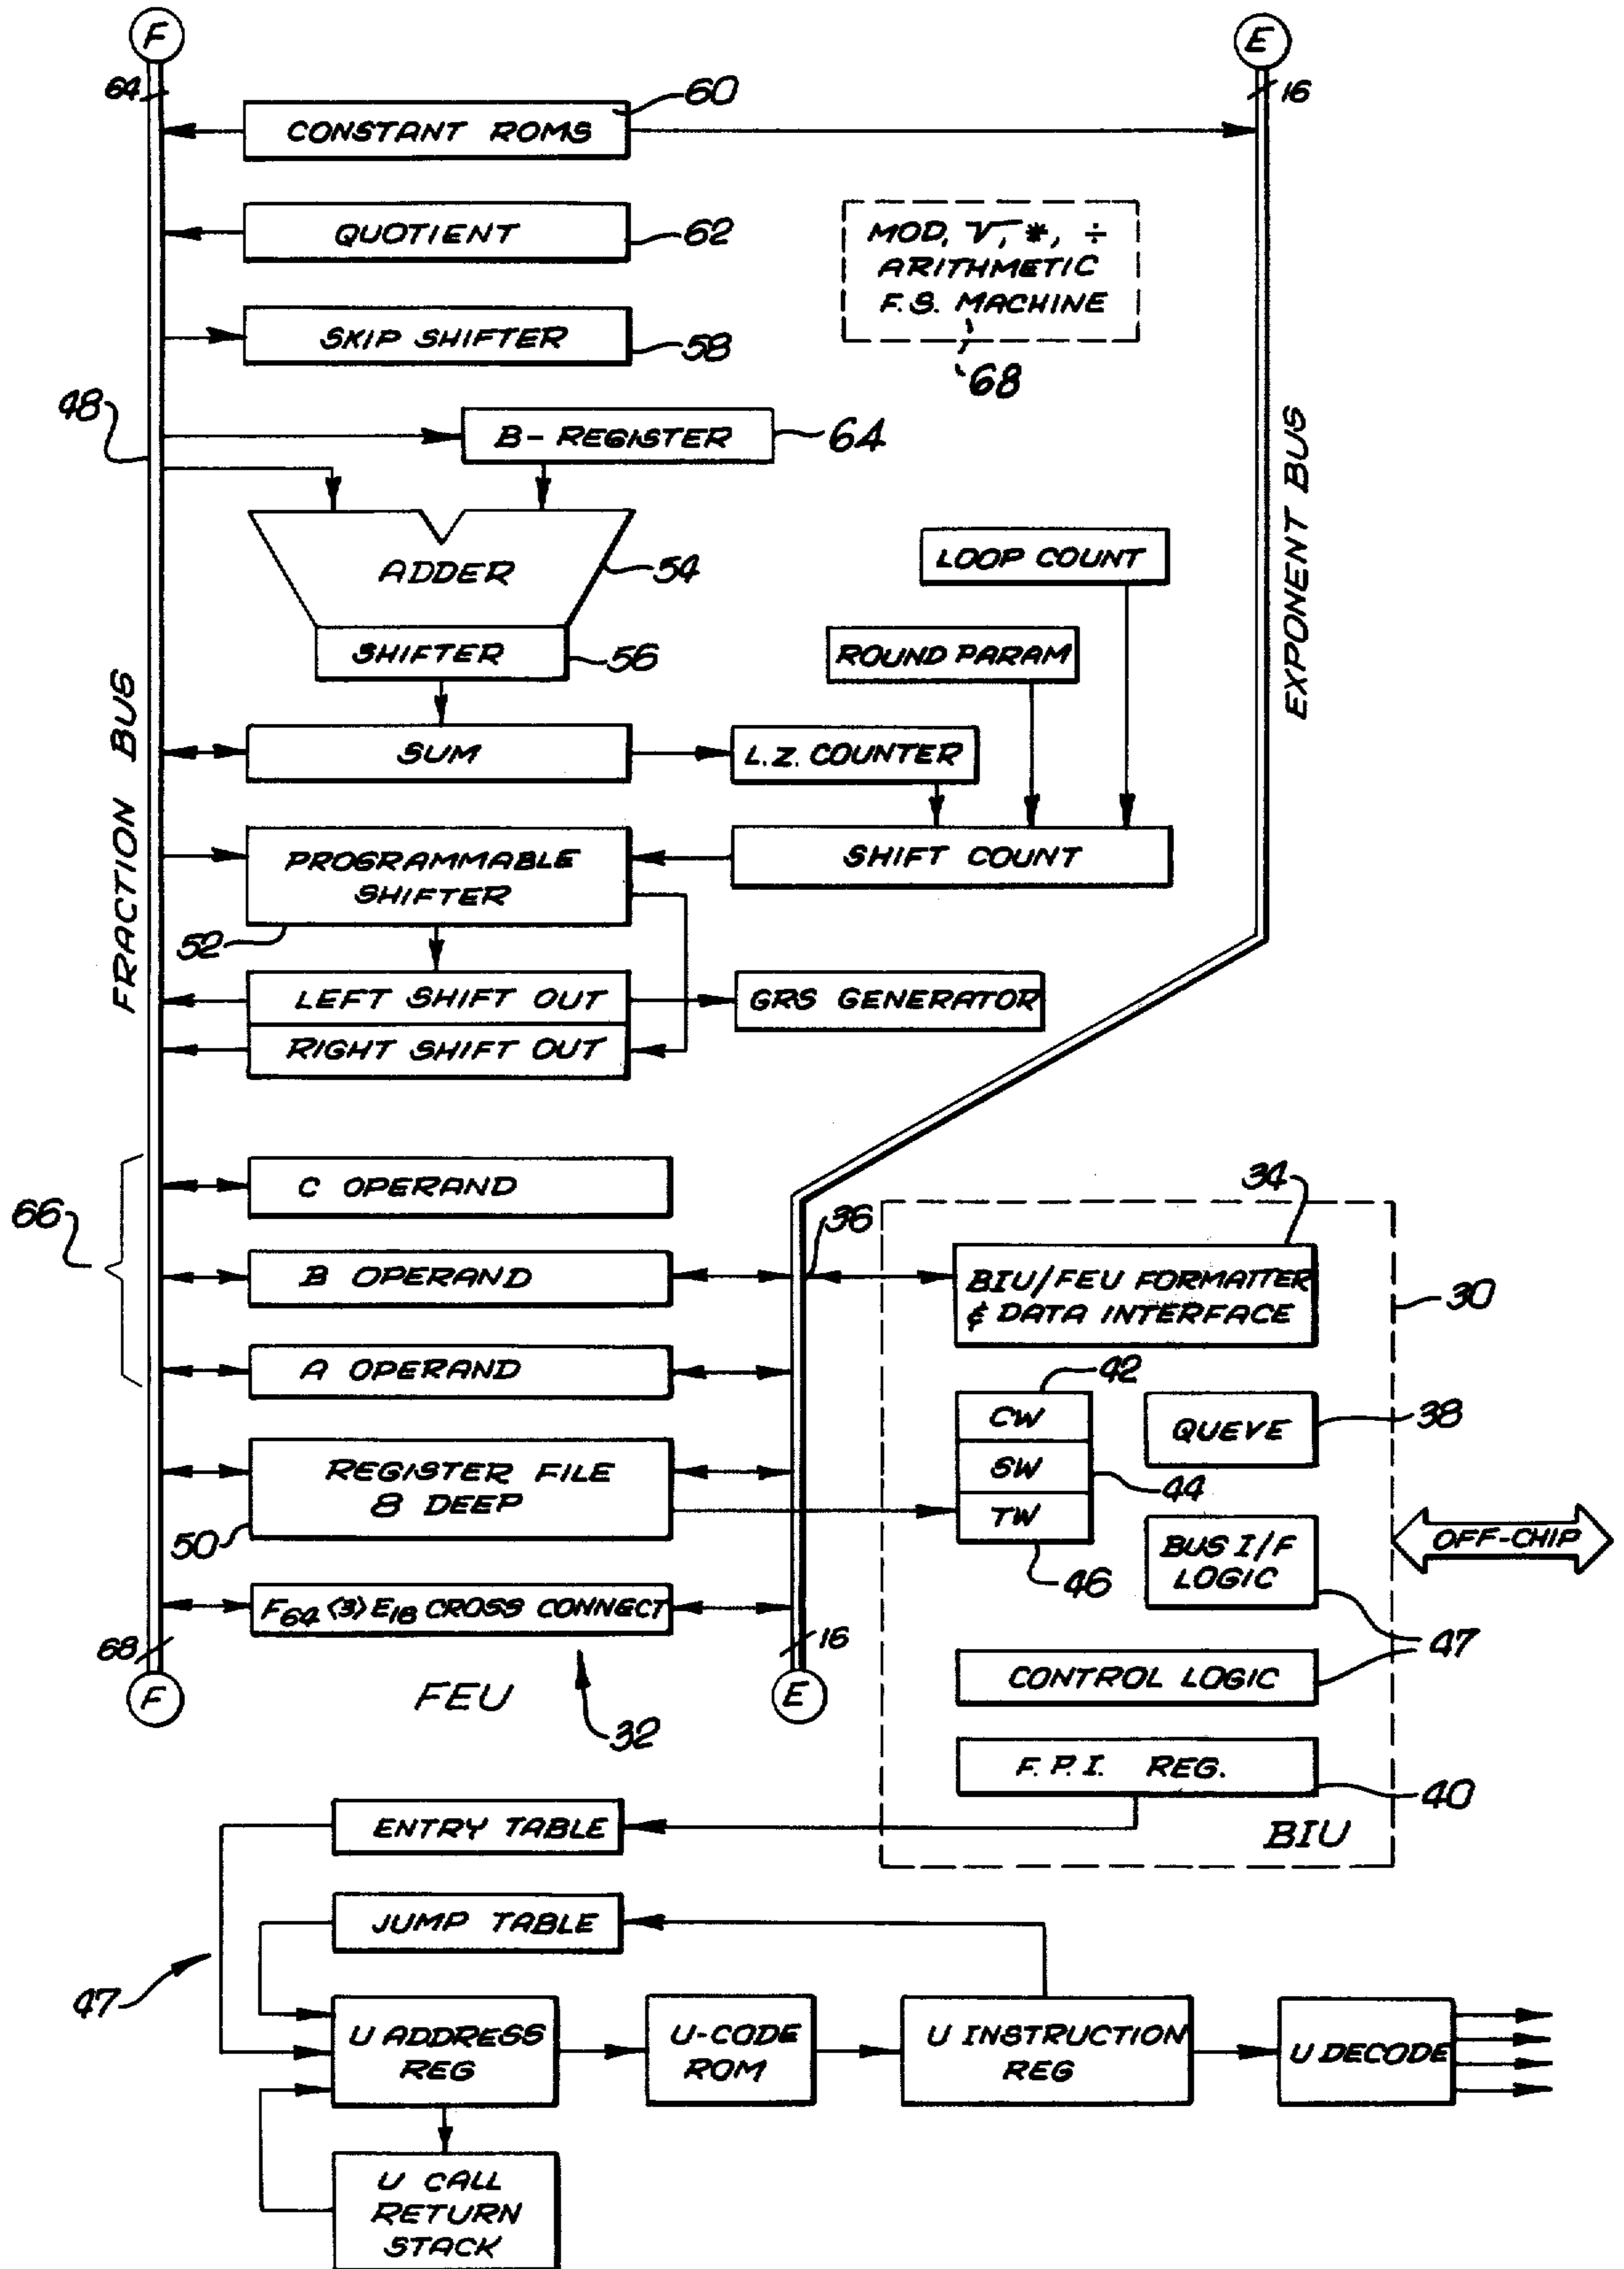 F
E
64
16
60
CONSTANT ROMS
QUOTIENT
62
MOD, √, *, ÷
ARITHMETIC
F.S. MACHINE
68
SKIP SHIFTER
58
48
B-REGISTER
64
ADDER
54
LOOP COUNT
EXPONENT BUS
SHIFTER
56
ROUND PARAM
FRACTION BUS
SUM
L.Z. COUNTER
PROGRAMMABLE
SHIFTER
SHIFT COUNT
52
LEFT SHIFT OUT
GRS GENERATOR
RIGHT SHIFT OUT
66
C OPERAND
34
36
B OPERAND
BIU/FEU FORMATTER
& DATA INTERFACE
30
A OPERAND
42
CW
QUEVE
38
REGISTER FILE
8 DEEP
SW
44
50
TW
46
BUS I/F
LOGIC
OFF-CHIP
F64 <3> E16 CROSS CONNECT
68
16
47
CONTROL LOGIC
F
FEU
E
32
F.P.I. REG.
40
BIU
ENTRY TABLE
JUMP TABLE
47
U ADDRESS
REG
U-CODE
ROM
U INSTRUCTION
REG
U DECODE
U CALL
RETURN
STACK